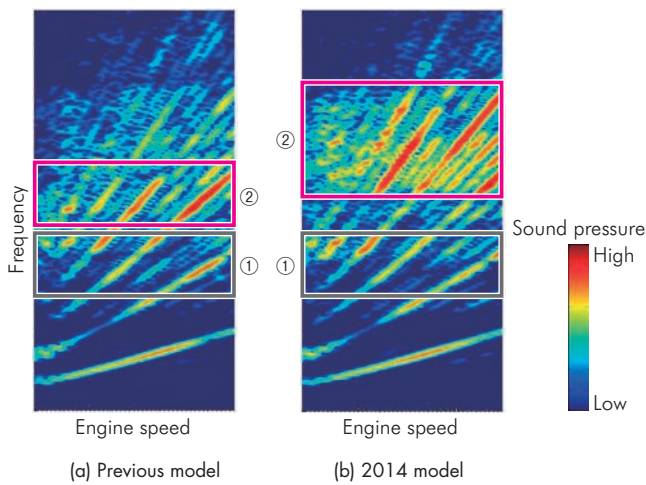 Frequency
②
①
Engine speed
(a) Previous model
②
①
Engine speed
(b) 2014 model
Sound pressure
High
Low